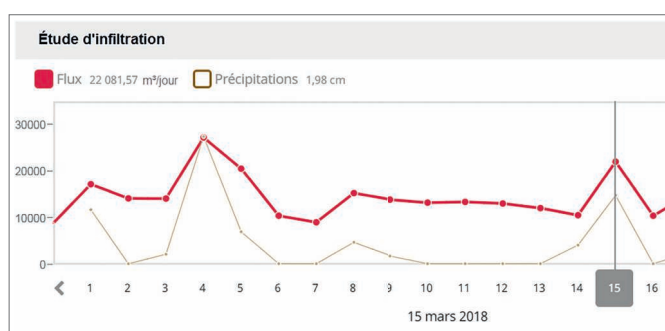 Étude d'infiltration
Flux 22 081,57 m³/jour Précipitations 1,98 cm
30000
20000
10000
0
1 2 3 4 5 6 7 8 9 10 11 12 13 14 15 16
15 mars 2018